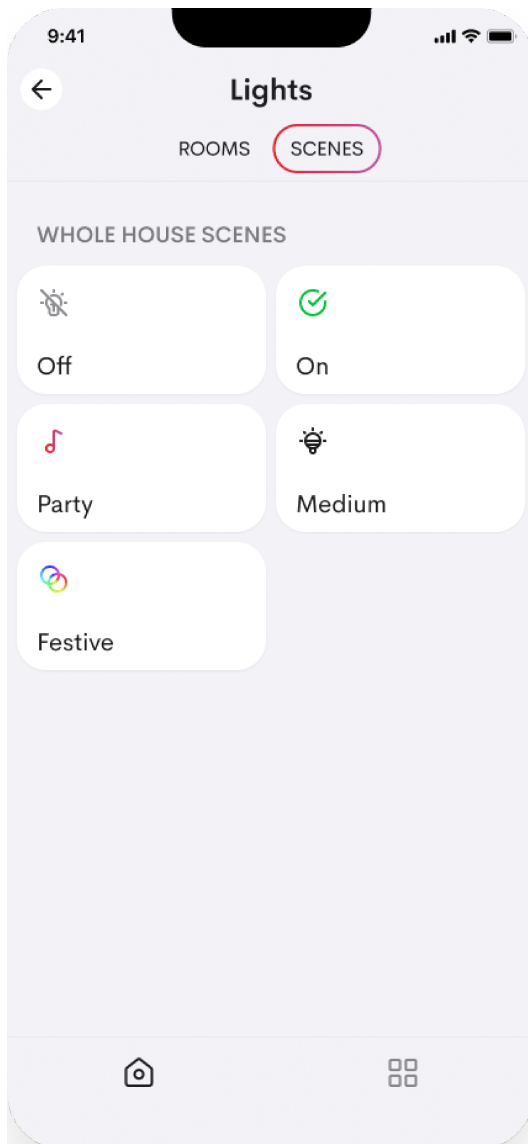 9:41
Lights
ROOMS SCENES
WHOLE HOUSE SCENES
Off On
Party Medium
Festive